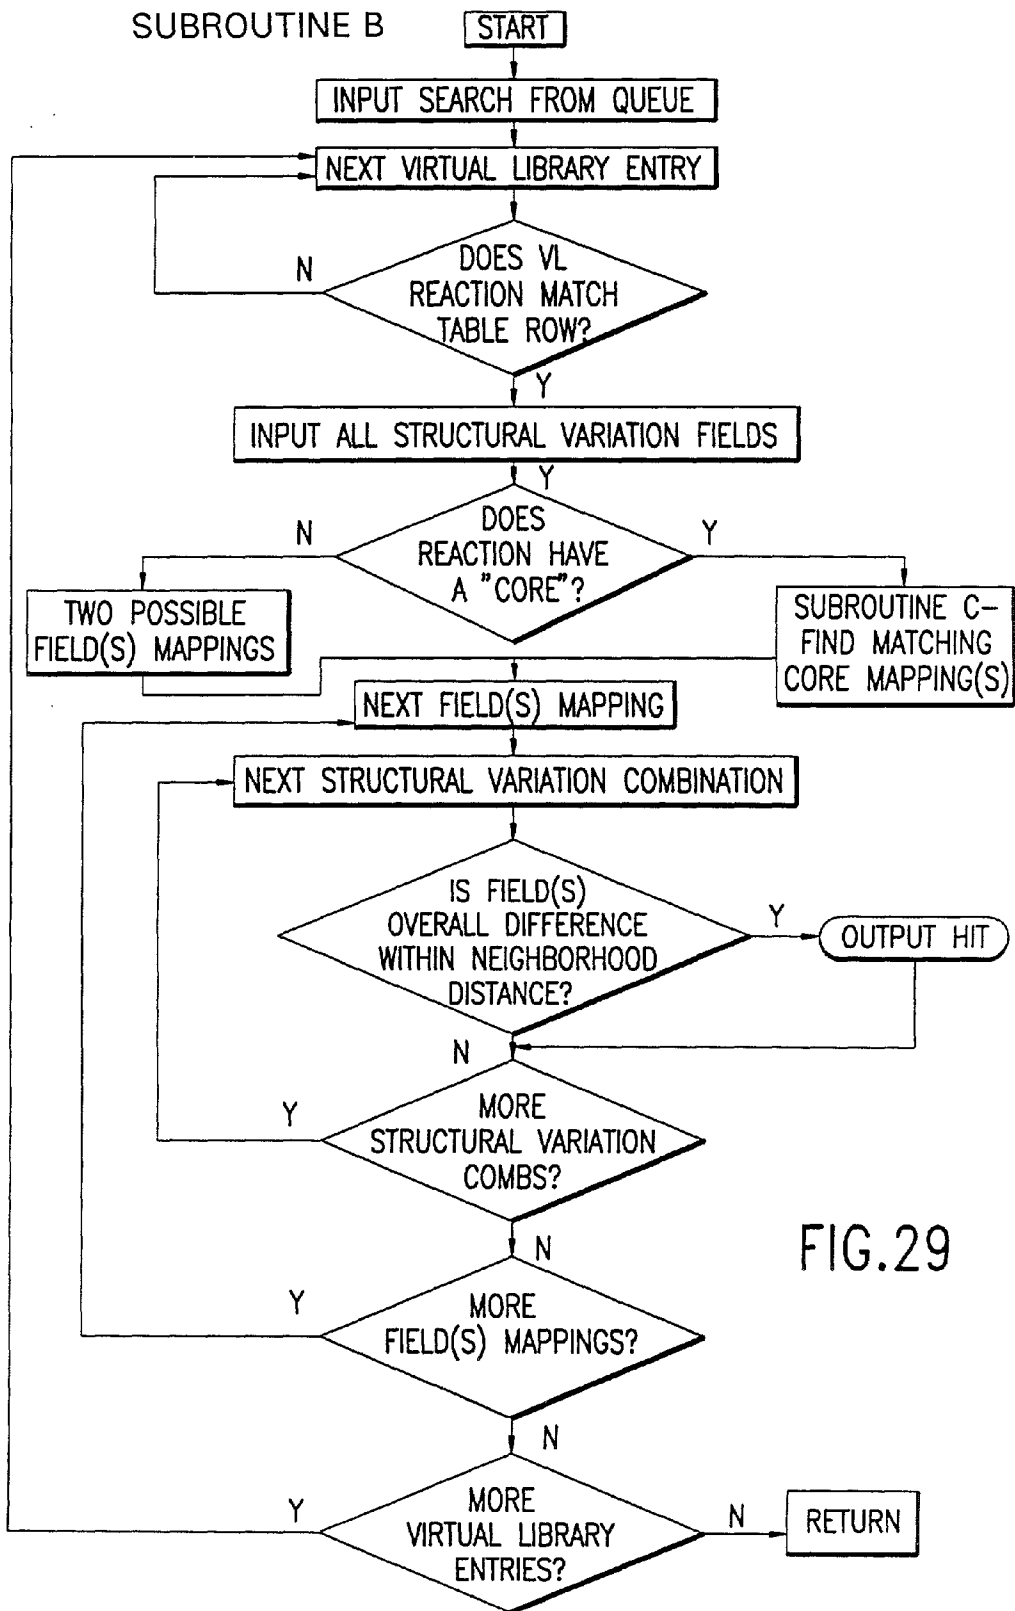 SUBROUTINE B
START
INPUT SEARCH FROM QUEUE
NEXT VIRTUAL LIBRARY ENTRY
N
DOES VL
REACTION MATCH
TABLE ROW?
Y
INPUT ALL STRUCTURAL VARIATION FIELDS
Y
N
DOES
REACTION HAVE
A "CORE"?
Y
TWO POSSIBLE
FIELD(S) MAPPINGS
SUBROUTINE C-
FIND MATCHING
CORE MAPPING(S)
NEXT FIELD(S) MAPPING
NEXT STRUCTURAL VARIATION COMBINATION
IS FIELD(S)
OVERALL DIFFERENCE
WITHIN NEIGHBORHOOD
DISTANCE?
Y
OUTPUT HIT
N
Y
MORE
STRUCTURAL VARIATION
COMBS?
N
FIG.29
Y
MORE
FIELD(S) MAPPINGS?
N
Y
MORE
VIRTUAL LIBRARY
ENTRIES?
N
RETURN